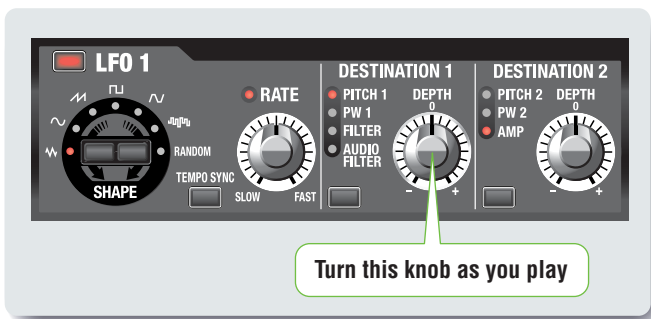 LFO 1
SHAPE
RANDOM
TEMPO SYNC
RATE
SLOW FAST
DESTINATION 1
PITCH 1
PW 1
FILTER
AUDIO
FILTER
DEPTH
0
– +
DESTINATION 2
PITCH 2
PW 2
AMP
DEPTH
0
– +
Turn this knob as you play